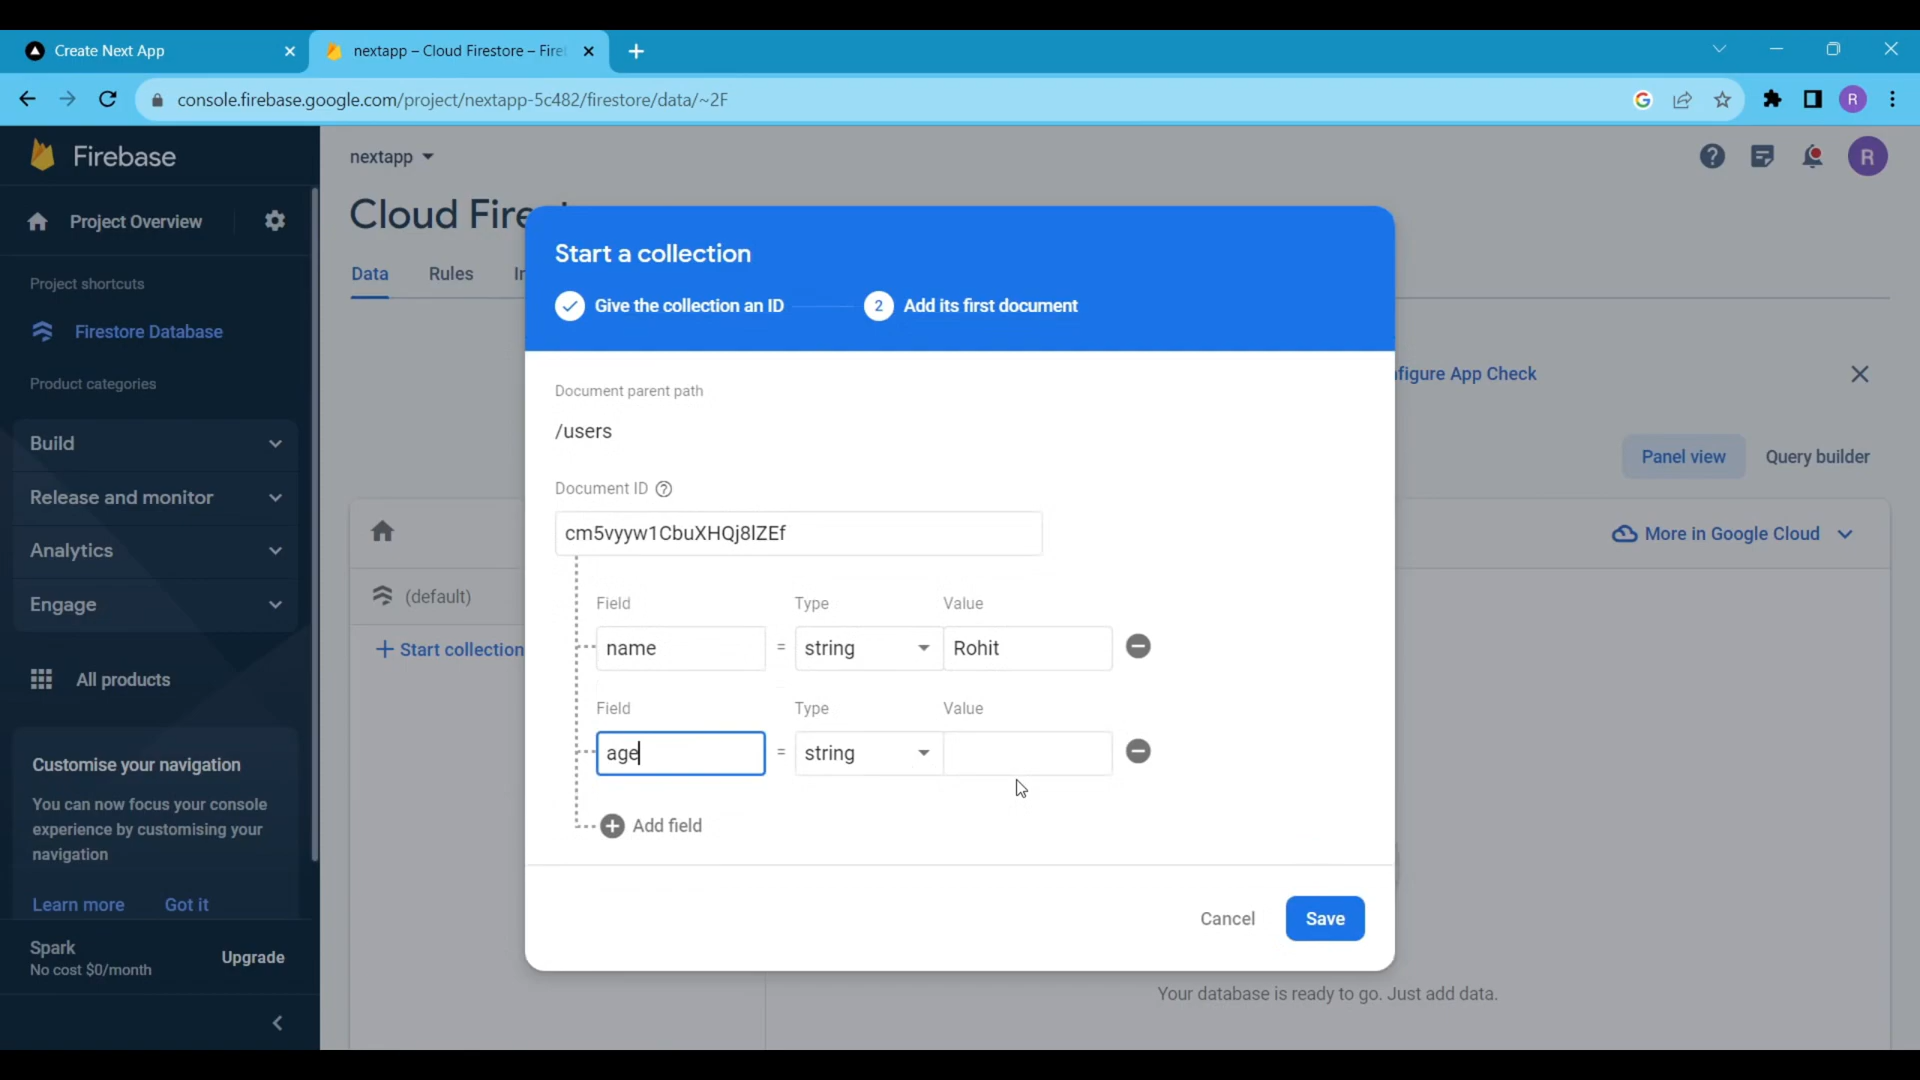 Create Next App
nextapp – Cloud Firestore – Fire
console.firebase.google.com/project/nextapp-5c482/firestore/data/~2F
R
Firebase
nextapp
R
Project Overview
Cloud Fire
Project shortcuts
Data Rules
Firestore Database
Product categories
Build
Release and monitor
Analytics
Engage
All products
Customise your navigation
You can now focus your console
experience by customising your
navigation
Learn more Got it
Spark
No cost $0/month
Upgrade
Start a collection
Give the collection an ID
2 Add its first document
Document parent path
/users
Document ID
cm5vyyw1CbuXHQj8lZEf
Field Type Value
name = string Rohit
Field Type Value
age = string
Add field
Cancel Save
figure App Check
Panel view Query builder
More in Google Cloud
(default)
+ Start collection
Your database is ready to go. Just add data.